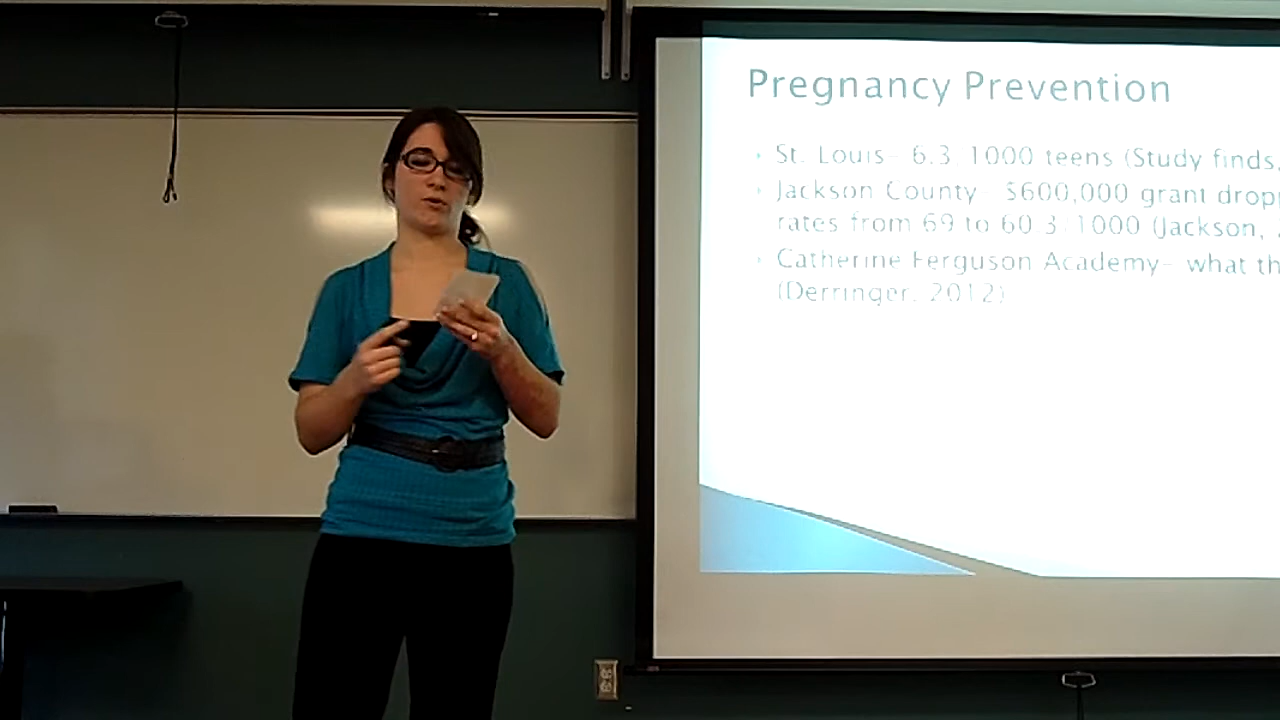 Pregnancy Prevention
St. Louis- 6.3/1000 teens (Study finds,
Jackson County- $600,000 grant dropp
rates from 69 to 60.3/1000 (Jackson, 2
Catherine Ferguson Academy- what th
(Derringer, 2012)